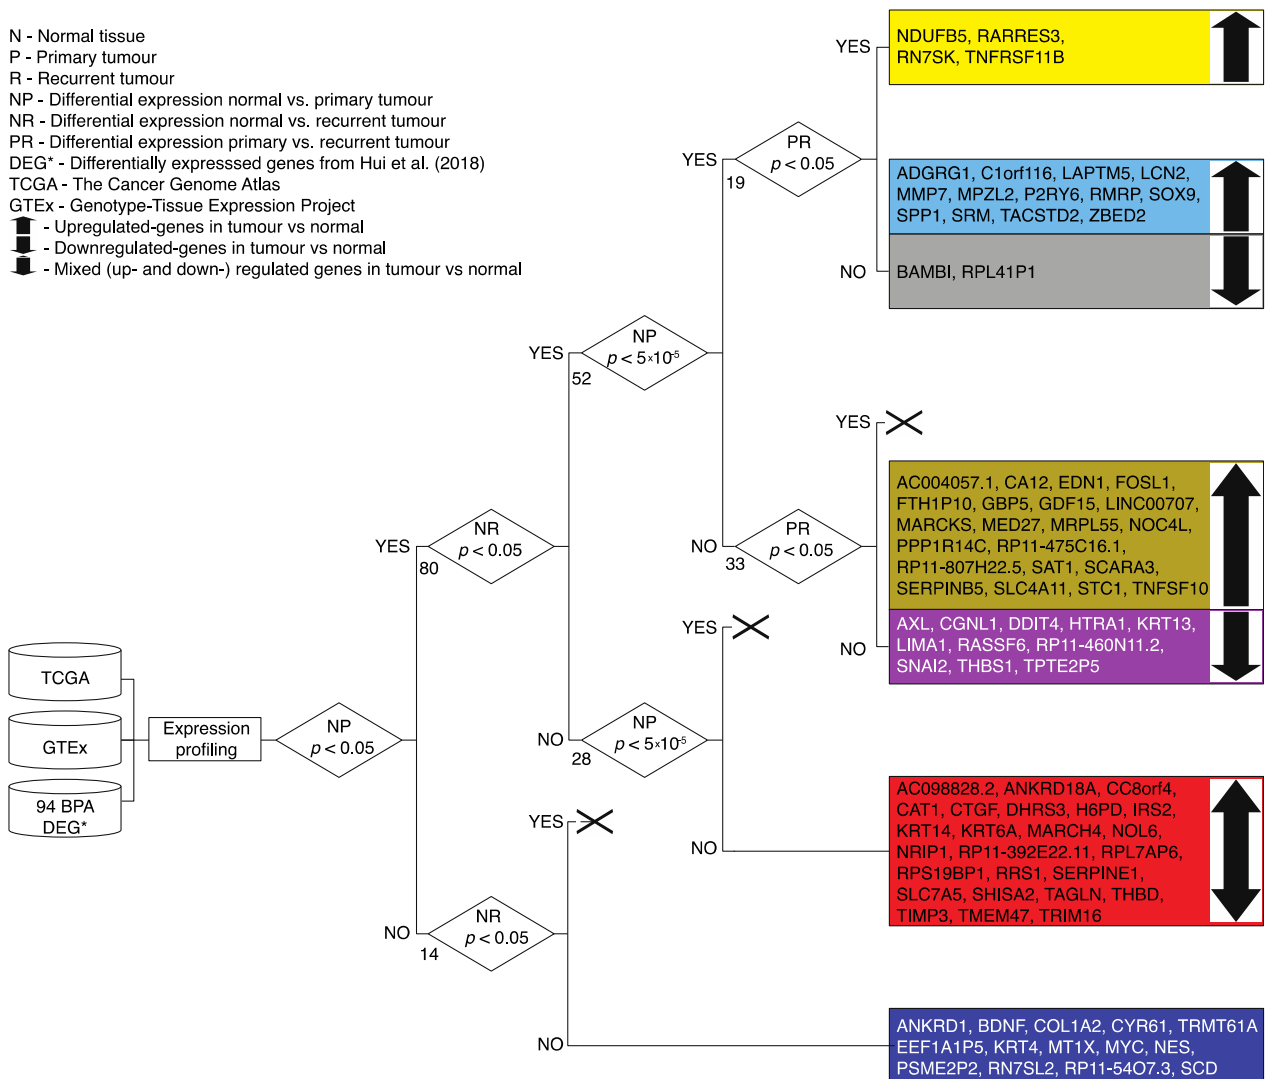 N - Normal tissue
P - Primary tumour
R - Recurrent tumour
NP - Differential expression normal vs. primary tumour
NR - Differential expression normal vs. recurrent tumour
PR - Differential expression primary vs. recurrent tumour
DEG* - Differentially expresssed genes from Hui et al. (2018)
TCGA - The Cancer Genome Atlas
GTEx - Genotype-Tissue Expression Project
- Upregulated-genes in tumour vs normal
- Downregulated-genes in tumour vs normal
- Mixed (up- and down-) regulated genes in tumour vs normal
TCGA
GTEx
94 BPA
DEG*
Expression
profiling
NP
p < 0.05
YES
80
NR
p < 0.05
NO
14
NR
p < 0.05
YES
52
NP
p < 5×10⁻⁵
NO
28
NP
p < 5×10⁻⁵
YES
NO
YES
19
PR
p < 0.05
NO
33
PR
p < 0.05
YES
NO
YES
NO
YES
NO
NDUFB5, RARRES3,
RN7SK, TNFRSF11B
ADGRG1, C1orf116, LAPTM5, LCN2,
MMP7, MPZL2, P2RY6, RMRP, SOX9,
SPP1, SRM, TACSTD2, ZBED2
BAMBI, RPL41P1
AC004057.1, CA12, EDN1, FOSL1,
FTH1P10, GBP5, GDF15, LINC00707,
MARCKS, MED27, MRPL55, NOC4L,
PPP1R14C, RP11-475C16.1,
RP11-807H22.5, SAT1, SCARA3,
SERPINB5, SLC4A11, STC1, TNFSF10
AXL, CGNL1, DDIT4, HTRA1, KRT13,
LIMA1, RASSF6, RP11-460N11.2,
SNAI2, THBS1, TPTE2P5
AC098828.2, ANKRD18A, CC8orf4,
CAT1, CTGF, DHRS3, H6PD, IRS2,
KRT14, KRT6A, MARCH4, NOL6,
NRIP1, RP11-392E22.11, RPL7AP6,
RPS19BP1, RRS1, SERPINE1,
SLC7A5, SHISA2, TAGLN, THBD,
TIMP3, TMEM47, TRIM16
ANKRD1, BDNF, COL1A2, CYR61, TRMT61A
EEF1A1P5, KRT4, MT1X, MYC, NES,
PSME2P2, RN7SL2, RP11-54O7.3, SCD